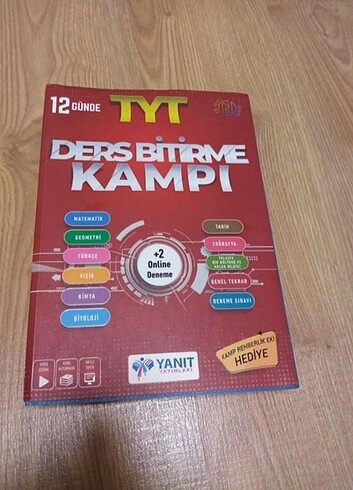 12 GÜNDE
TYT
DERS BİTİRME
KAMPI
MATEMATİK
GEOMETRİ
TÜRKÇE
FİZİK
KİMYA
BİYOLOJİ
+2
Online
Deneme
TARİH
COĞRAFYA
FELSEFE
DİN KÜLTÜRÜ VE
AHLAK BİLGİSİ
GENEL TEKRAR
DENEME SINAVI
YANIT
YAYINLARI
KAMP REHBERLİK EKİ
HEDİYE